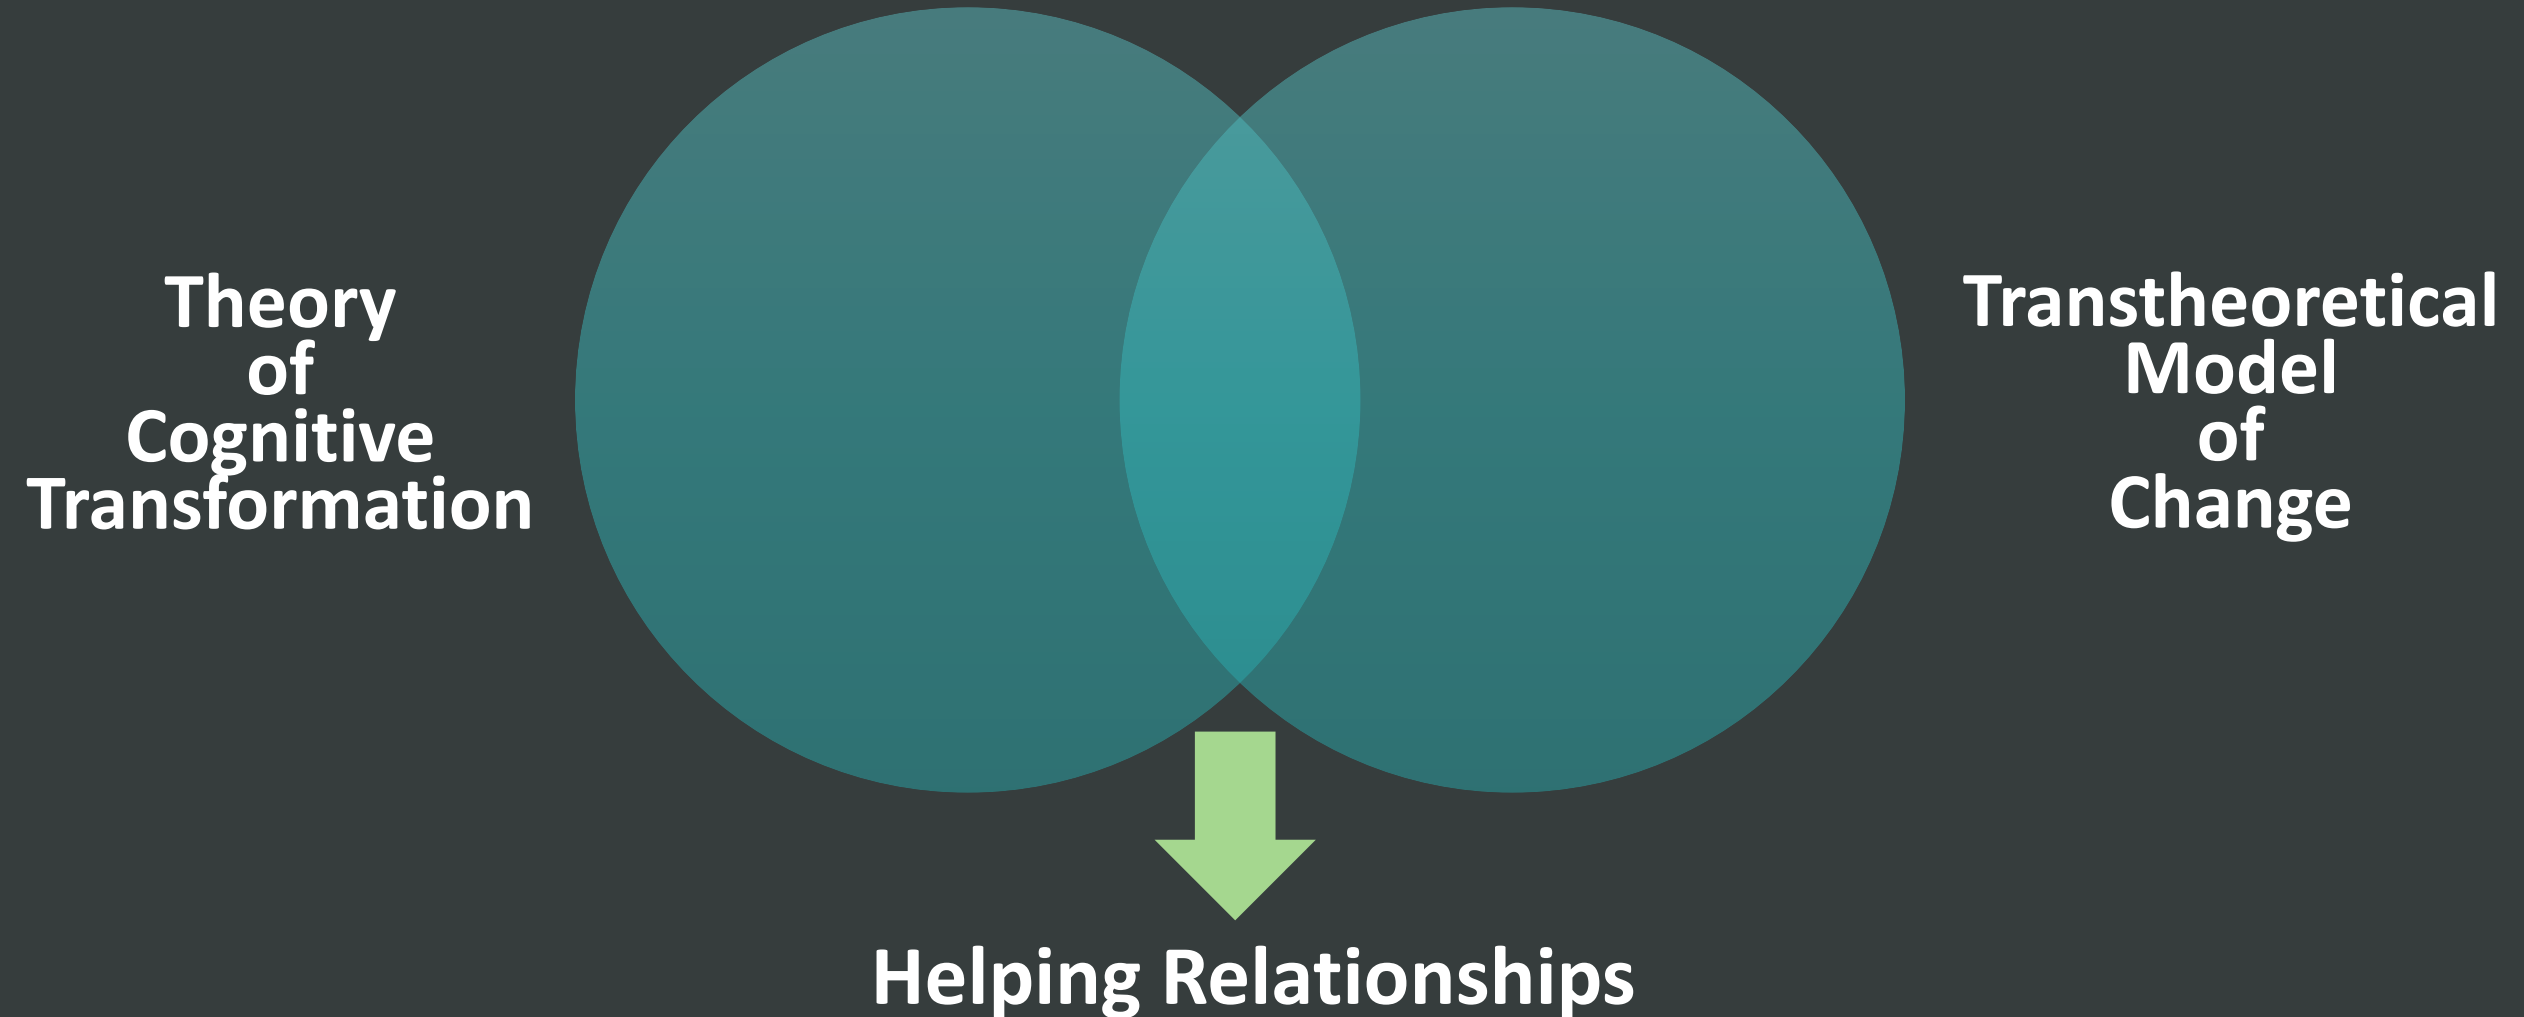 Theory
of
Cognitive
Transformation
Transtheoretical
Model
of
Change
Helping Relationships